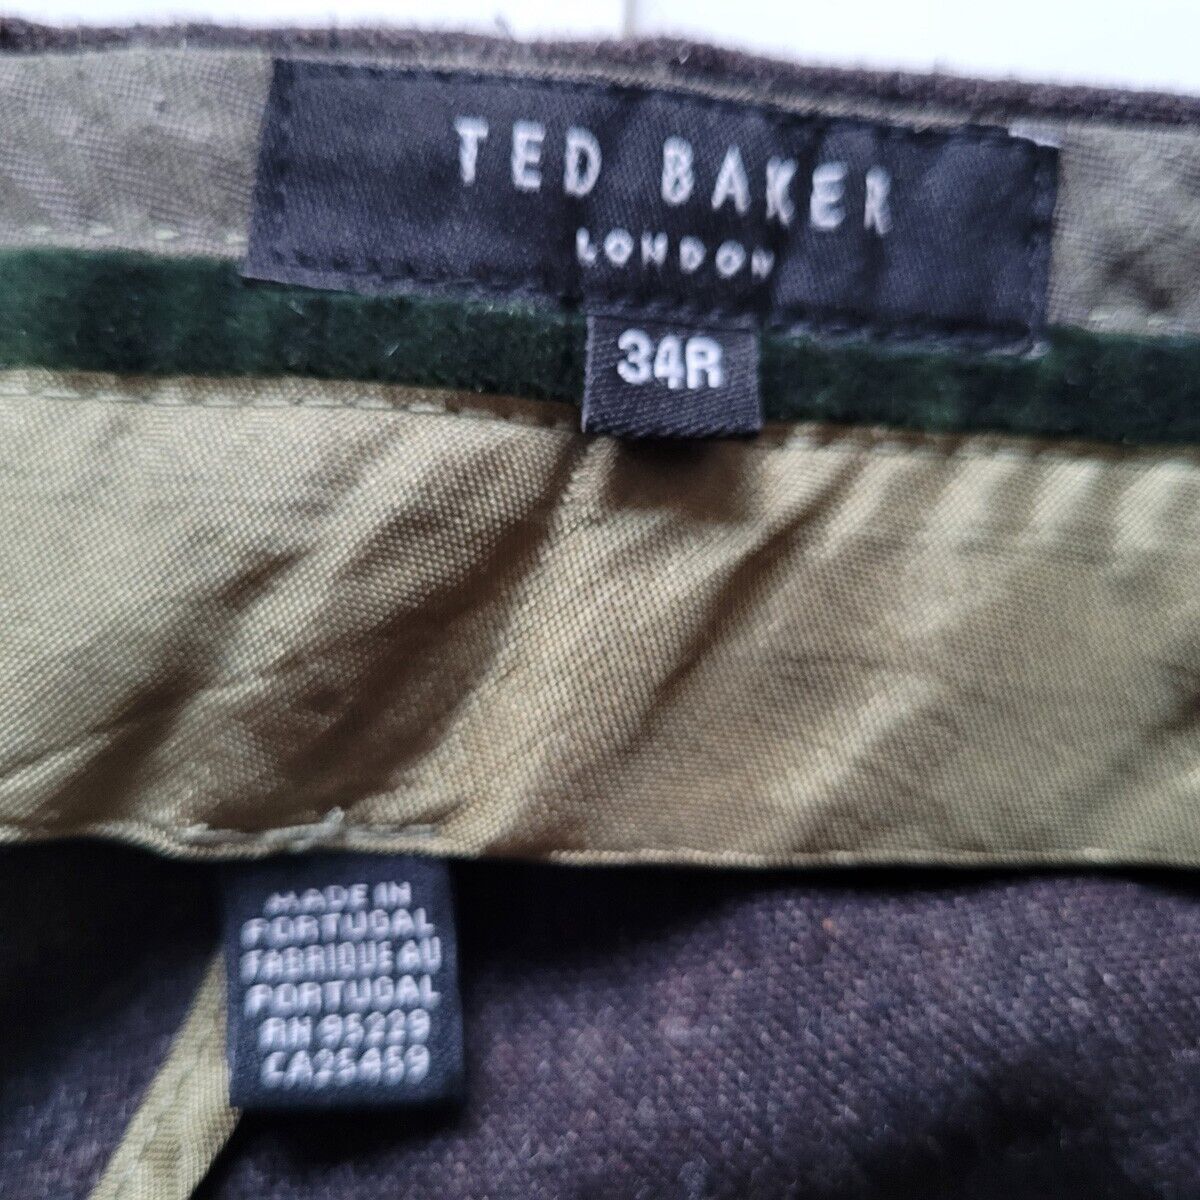 TED BAKER
LONDON
34R
MADE IN
PORTUGAL
FABRIQUE AU
PORTUGAL
RN 95229
CA25459